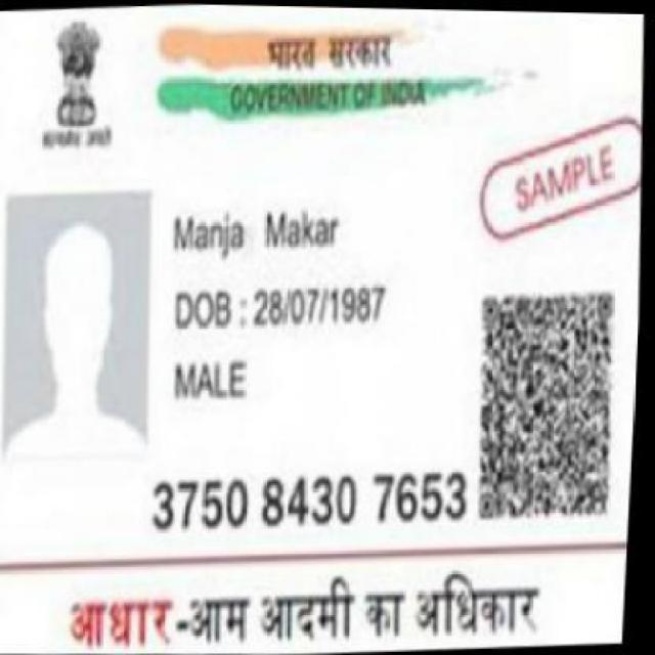 भारत सरकार
GOVERNMENT OF INDIA
सत्यमेव जयते
SAMPLE
Manja Makar
DOB : 28/07/1987
MALE
3750 8430 7653
आधार-आम आदमी का अधिकार